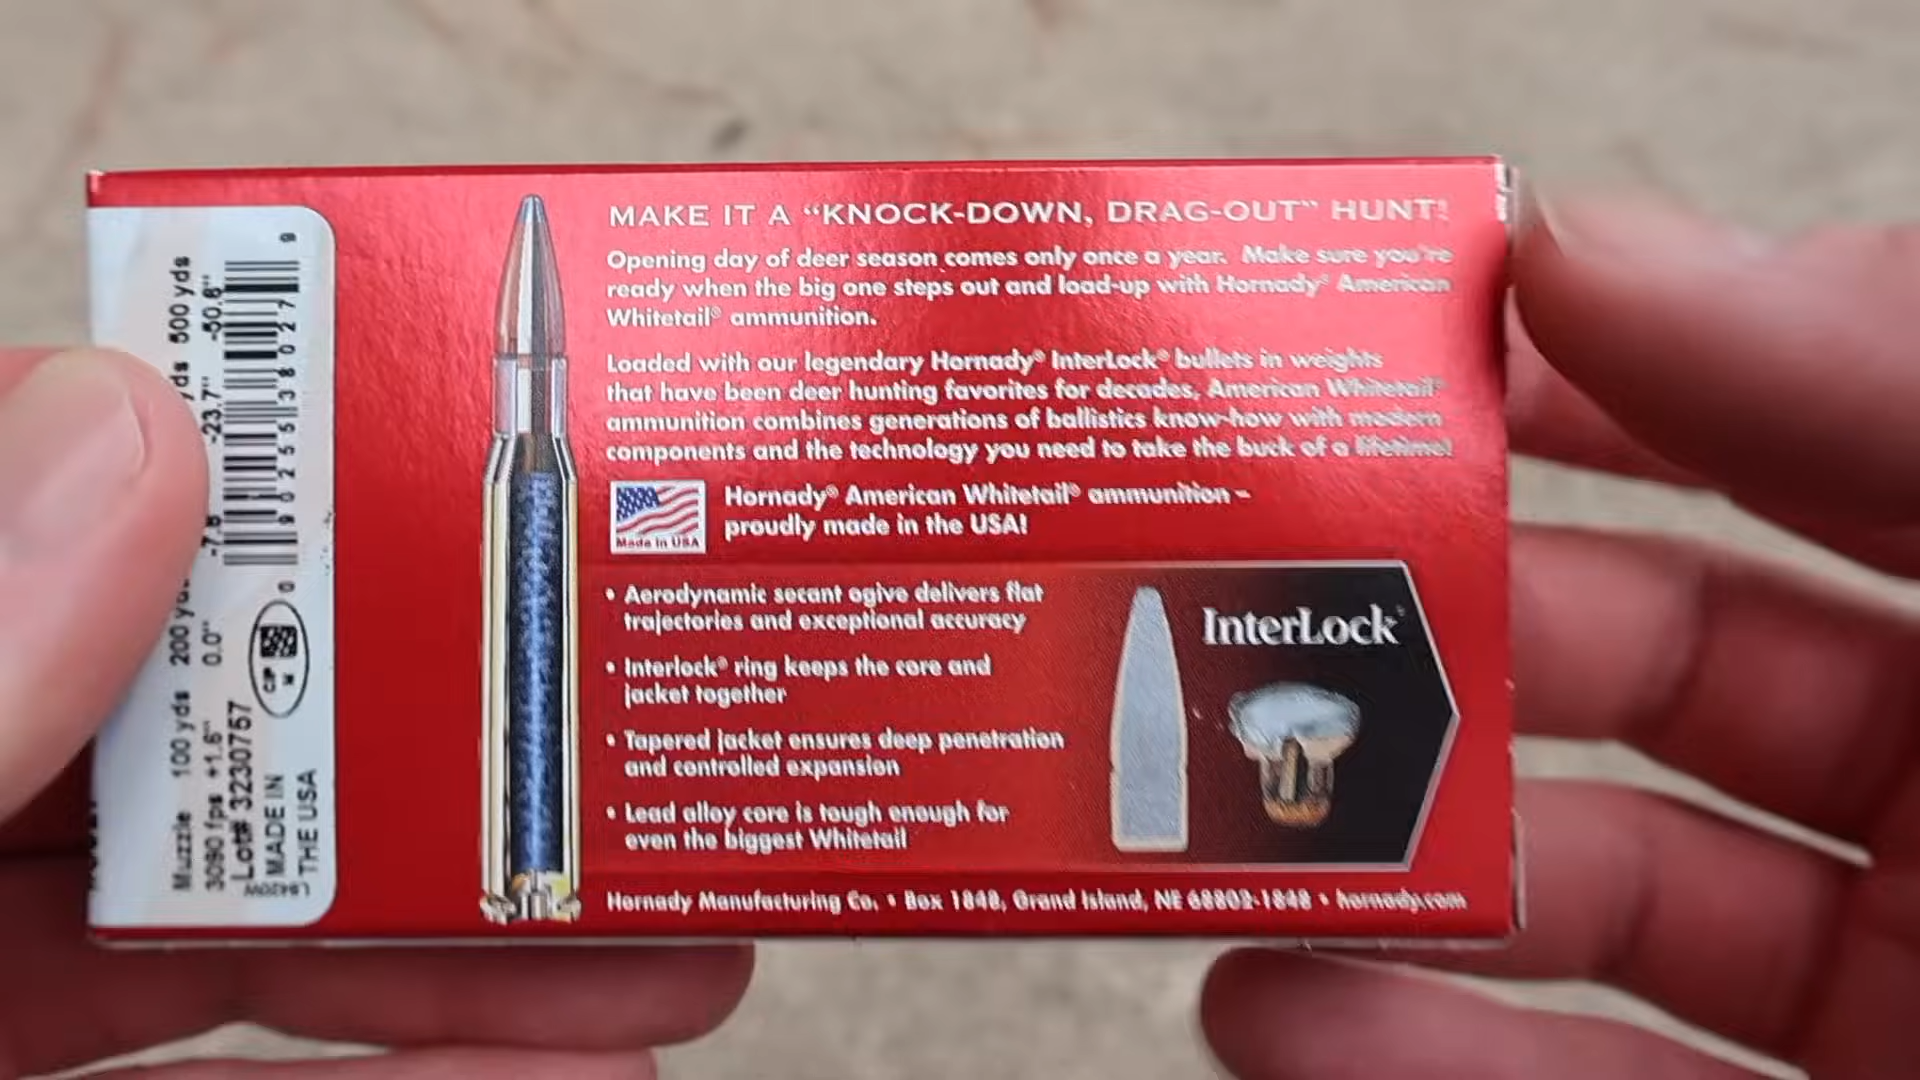 MAKE IT A “KNOCK-DOWN, DRAG-OUT” HUNT!
Opening day of deer season comes only once a year. Make sure you're
ready when the big one steps out and load-up with Hornady® American
Whitetail® ammunition.
Loaded with our legendary Hornady® InterLock® bullets in weights
that have been deer hunting favorites for decades, American Whitetail®
ammunition combines generations of ballistics know-how with modern
components and the technology you need to take the buck of a lifetime!
Made in USA
Hornady® American Whitetail® ammunition –
proudly made in the USA!
• Aerodynamic secant ogive delivers flat
trajectories and exceptional accuracy
• Interlock® ring keeps the core and
jacket together
• Tapered jacket ensures deep penetration
and controlled expansion
• Lead alloy core is tough enough for
even the biggest Whitetail
InterLock®
Hornady Manufacturing Co. • Box 1848, Grand Island, NE 68802-1848 • hornady.com
Muzzle 100 yds 200 yds 500 yds
3090 fps +1.6" 0.0" -7.8 -23.7" -50.6"
Lot# 3230757
MADE IN
THE USA
CIP
0 90255 38027 9